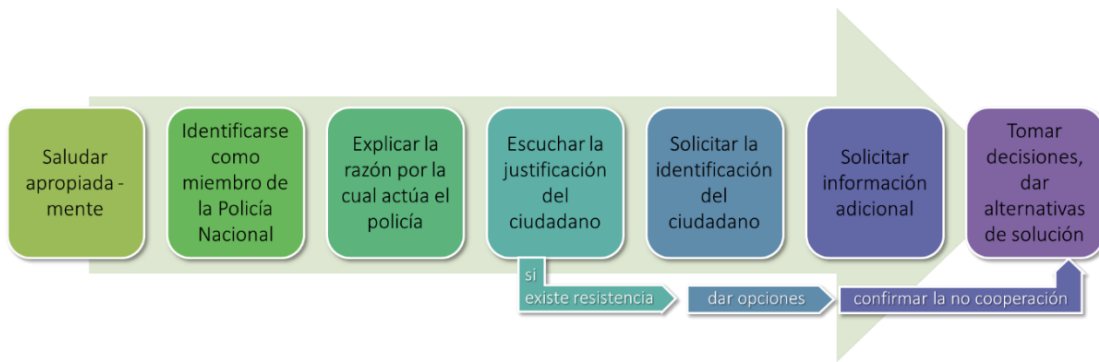 Saludar
apropiada -
mente
Identificarse
como
miembro de
la Policía
Nacional
Explicar la
razón por la
cual actúa el
policía
Escuchar la
justificación
del
ciudadano
Solicitar la
identificación
del
ciudadano
Solicitar
información
adicional
Tomar
decisiones,
dar
alternativas
de solución
si
existe resistencia
dar opciones
confirmar la no cooperación